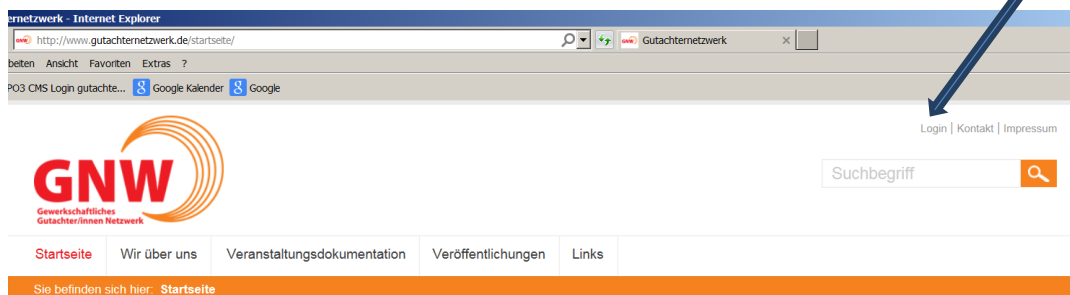 ernetzwerk - Internet Explorer
http://www.gutachternetzwerk.de/startseite/ Gutachternetzwerk
beiten Ansicht Favoriten Extras ?
PO3 CMS Login gutachte... Google Kalender Google
Login | Kontakt | Impressum
GNW
Gewerkschaftliches
Gutachter/innen Netzwerk
Suchbegriff
Startseite Wir über uns Veranstaltungsdokumentation Veröffentlichungen Links
Sie befinden sich hier: Startseite